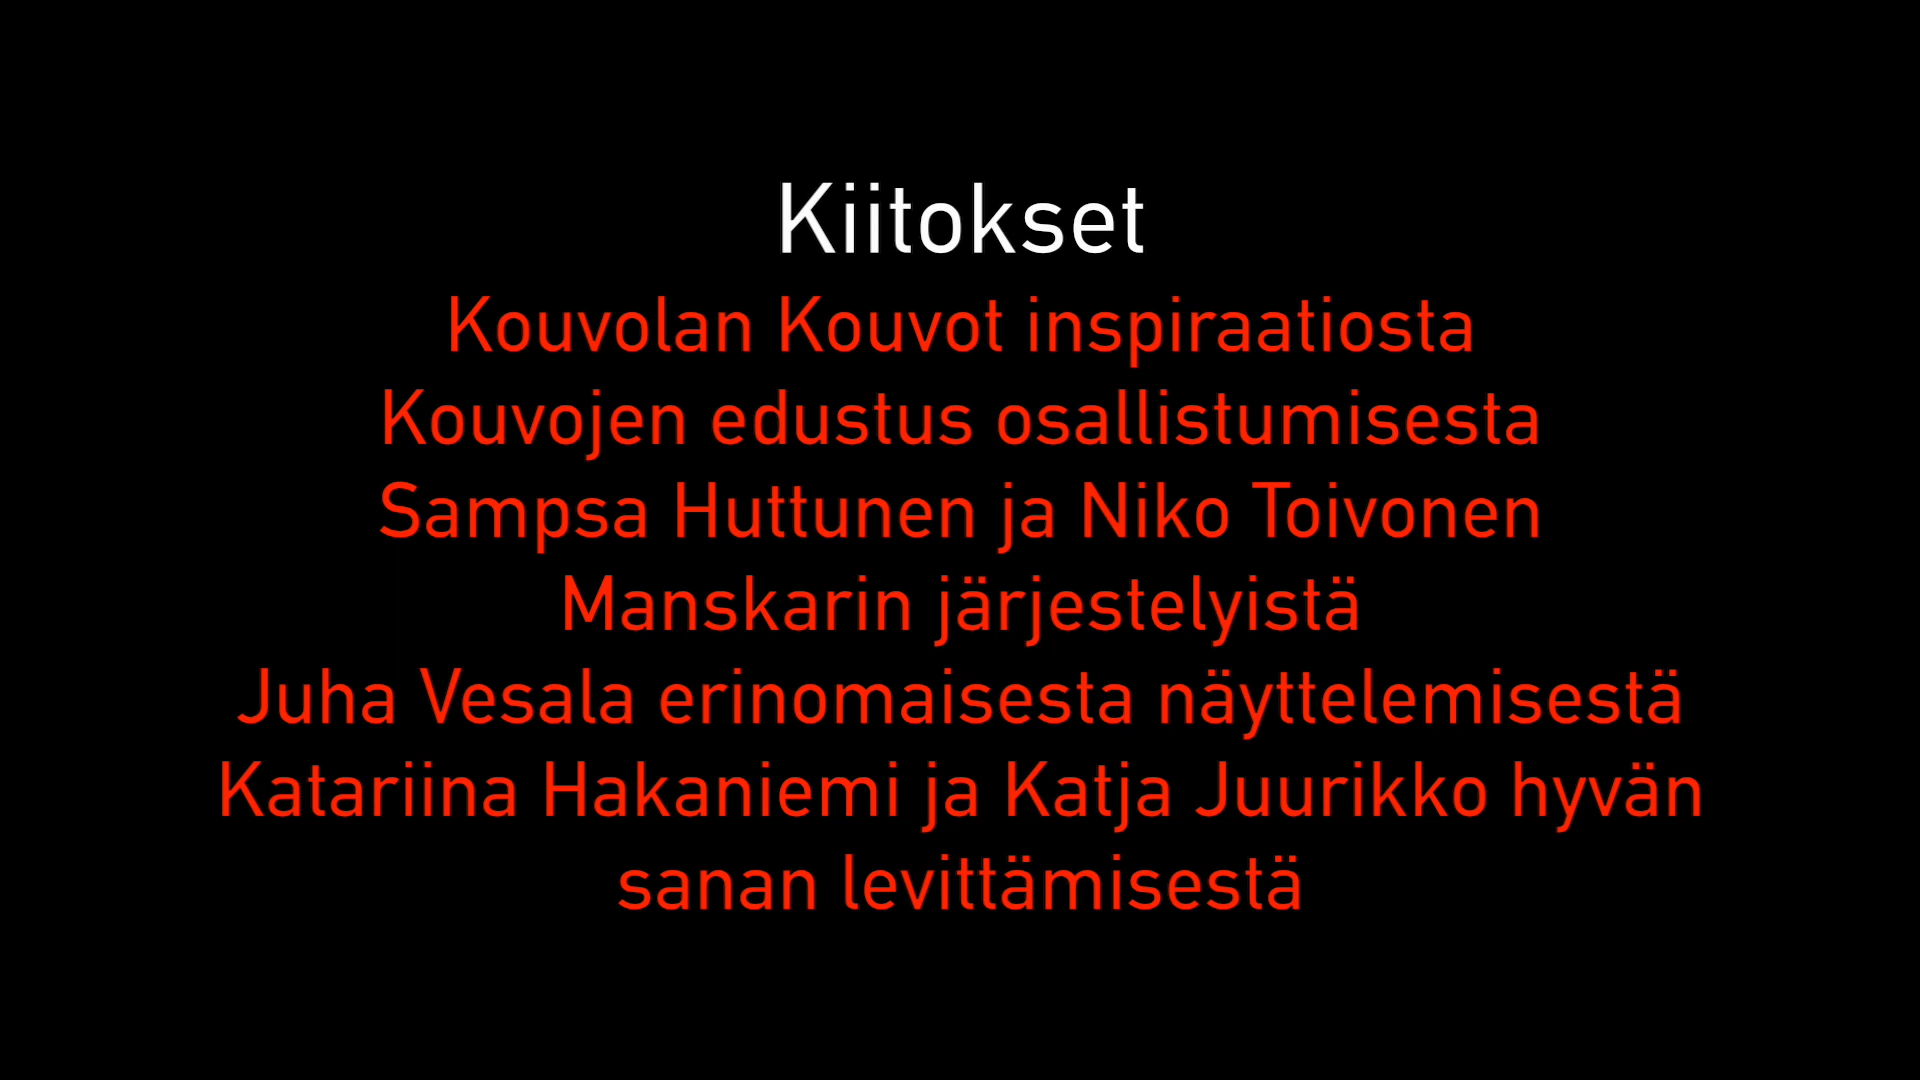 Kiitokset
Kouvolan Kouvot inspiraatiosta
Kouvojen edustus osallistumisesta
Sampsa Huttunen ja Niko Toivonen
Manskarin järjestelyistä
Juha Vesala erinomaisesta näyttelemisestä
Katariina Hakaniemi ja Katja Juurikko hyvän
sanan levittämisestä